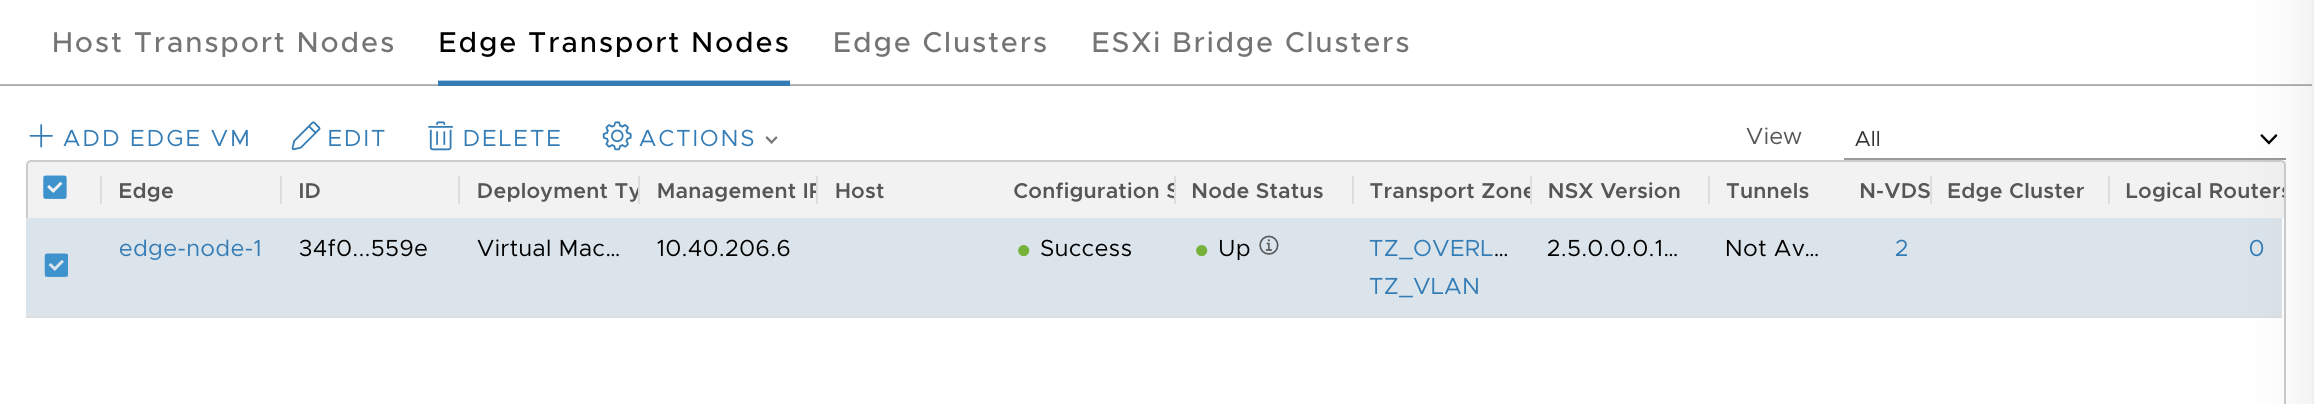 Host Transport Nodes Edge Transport Nodes Edge Clusters ESXi Bridge Clusters
ADD EDGE VM EDIT DELETE ACTIONS View All
Edge ID Deployment Ty Management IP Host Configuration S Node Status Transport Zone NSX Version Tunnels N-VDS Edge Cluster Logical Routers
edge-node-1 34f0...559e Virtual Mac... 10.40.206.6 Success Up TZ_OVERL... 2.5.0.0.0.1... Not Av... 2 0
TZ_VLAN